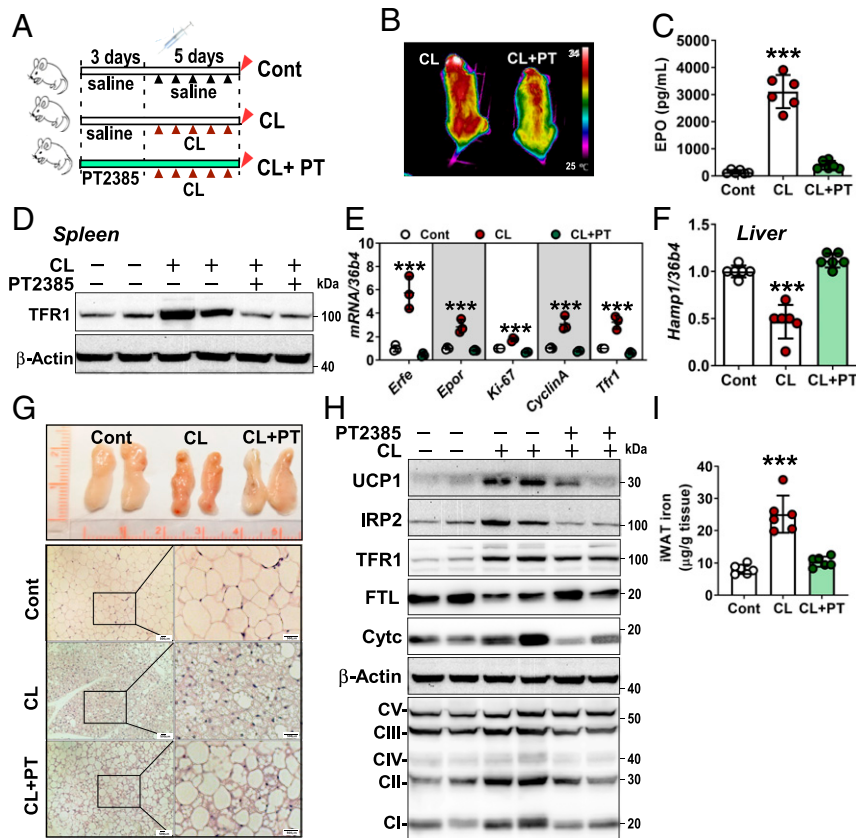 A
3 days 5 days
saline saline
Cont
saline CL
CL
PT2385 CL
CL+ PT
B
CL CL+PT
25 °C
C
EPO (pg/mL)
6000
5000
4000
3000
2000
1000
0
***
Cont CL CL+PT
D
Spleen
CL – – + + + +
PT2385 – – – – + +
kDa
TFR1
100
β-Actin
40
E
Cont CL CL+PT
mRNA/36b4
10
8
6
4
2
0
*** *** *** *** ***
Erfe Epor Ki-67 CyclinA Tfr1
F
Liver
Hamp1/36b4
1.5
1.0
0.5
0.0
***
Cont CL CL+PT
G
Cont CL CL+PT
Cont
CL
CL+PT
H
PT2385 – – – – + +
CL – – + + + +
kDa
UCP1
30
IRP2
100
TFR1
100
FTL
20
Cytc
20
β-Actin
40
CV-
50
CIII-
CIV
40
CII-
30
CI-
20
I
iWAT iron
(μg/g tissue)
40
30
20
10
0
***
Cont CL CL+PT